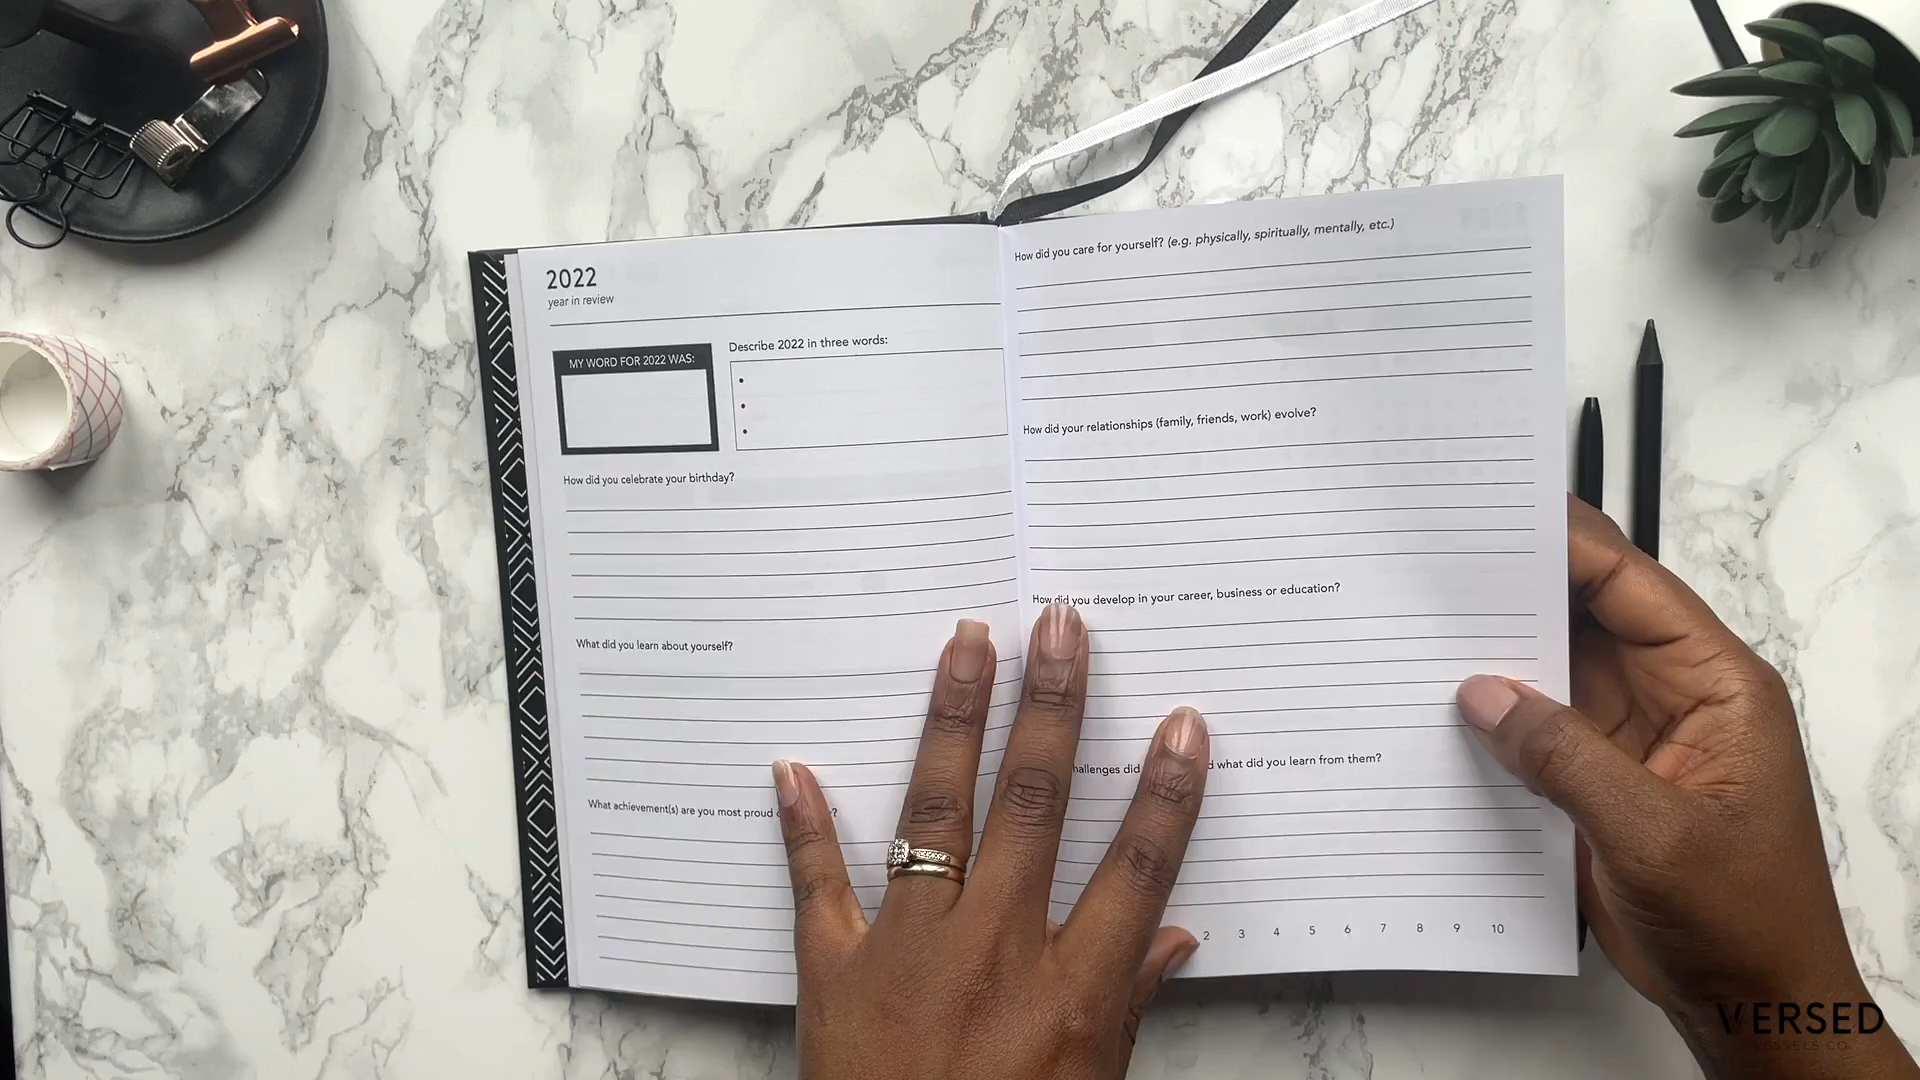 2022
year in review
MY WORD FOR 2022 WAS:
Describe 2022 in three words:
How did you celebrate your birthday?
What did you learn about yourself?
What achievement(s) are you most proud
How did you care for yourself? (e.g. physically, spiritually, mentally, etc.)
How did your relationships (family, friends, work) evolve?
How did you develop in your career, business or education?
did what did you learn from them?
2 3 4 5 6 7 8 9 10
VERSED
VESSELS CO